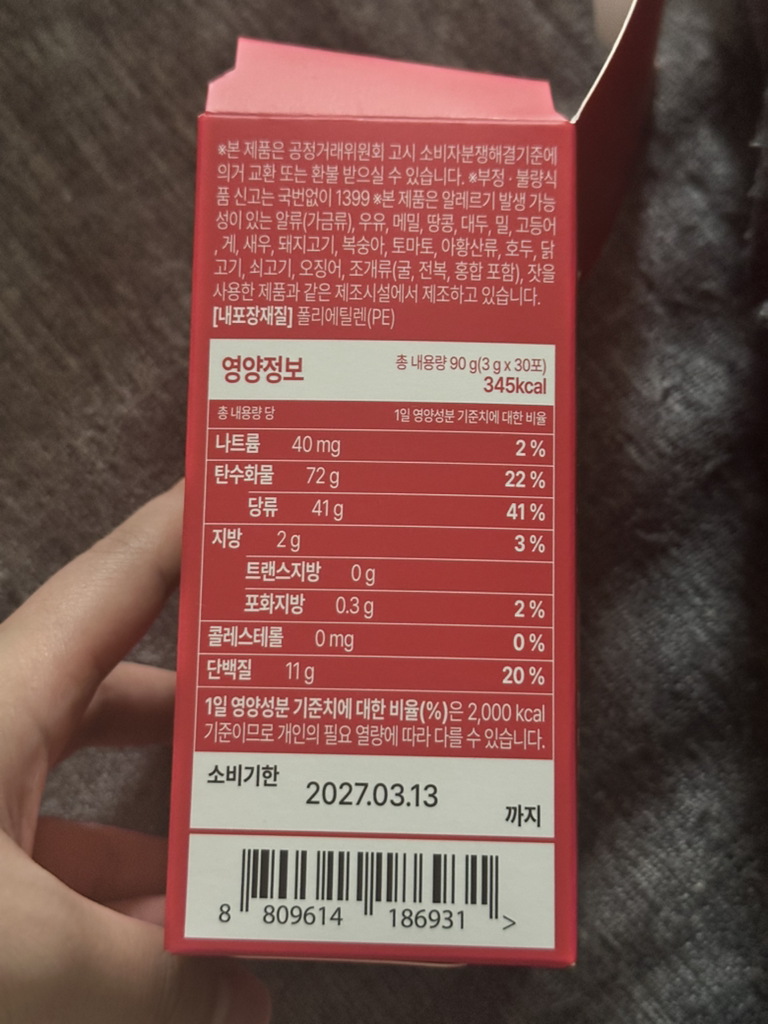 ※본 제품은 공정거래위원회 고시 소비자분쟁해결기준에
의거 교환 또는 환불 받으실 수 있습니다. ※부정 · 불량식
품 신고는 국번없이 1399 ※본 제품은 알레르기 발생 가능
성이 있는 알류(가금류), 우유, 메밀, 땅콩, 대두, 밀, 고등어
, 게, 새우, 돼지고기, 복숭아, 토마토, 아황산류, 호두, 닭
고기, 쇠고기, 오징어, 조개류(굴, 전복, 홍합 포함), 잣을
사용한 제품과 같은 제조시설에서 제조하고 있습니다.
[내포장재질] 폴리에틸렌(PE)
영양정보 총 내용량 90 g(3 g x 30포)
345kcal
총 내용량 당 1일 영양성분 기준치에 대한 비율
나트륨 40 mg 2 %
탄수화물 72 g 22 %
당류 41 g 41 %
지방 2 g 3 %
트랜스지방 0 g
포화지방 0.3 g 2 %
콜레스테롤 0 mg 0 %
단백질 11 g 20 %
1일 영양성분 기준치에 대한 비율(%)은 2,000 kcal
기준이므로 개인의 필요 열량에 따라 다를 수 있습니다.
소비기한 2027.03.13 까지
8 809614 186931 >